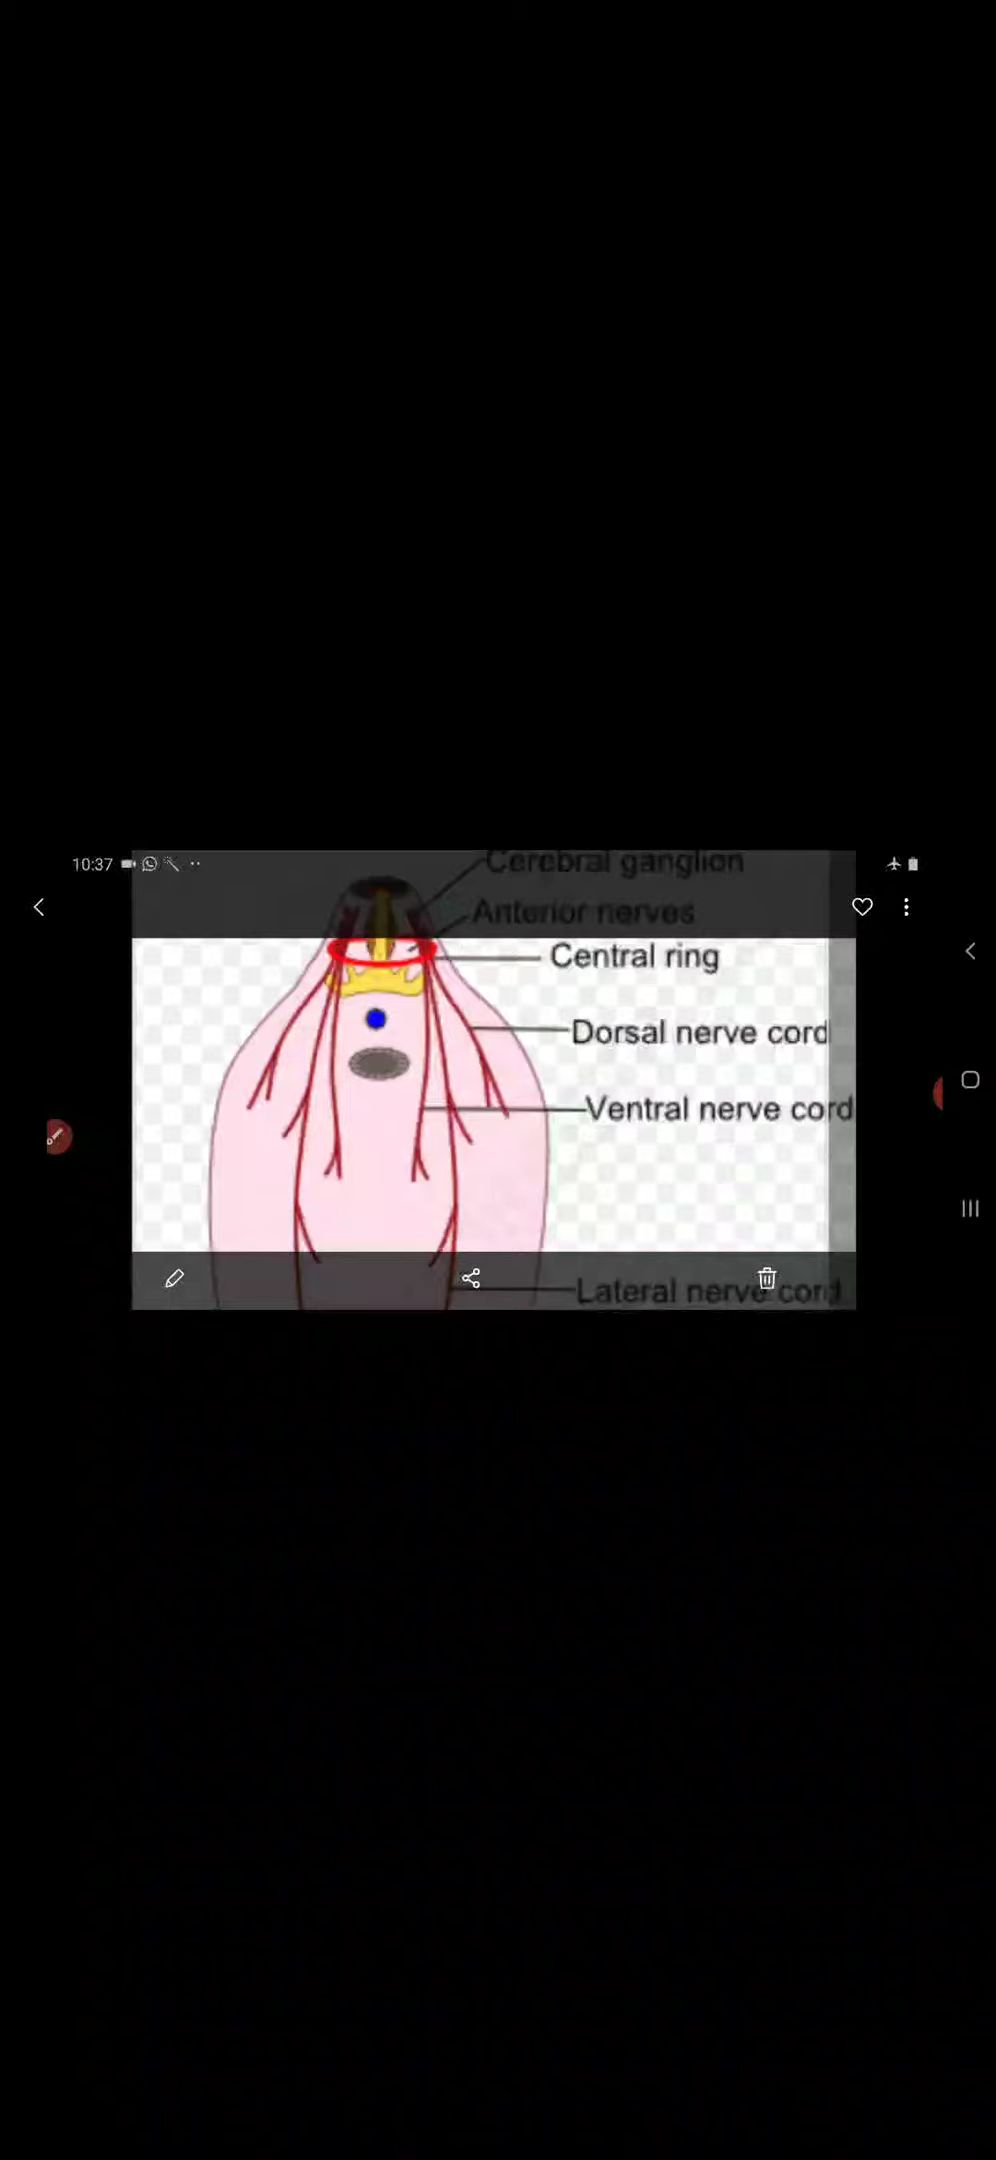 10:37
Cerebral ganglion
Anterior nerves
Central ring
Dorsal nerve cord
Ventral nerve cord
Lateral nerve cord